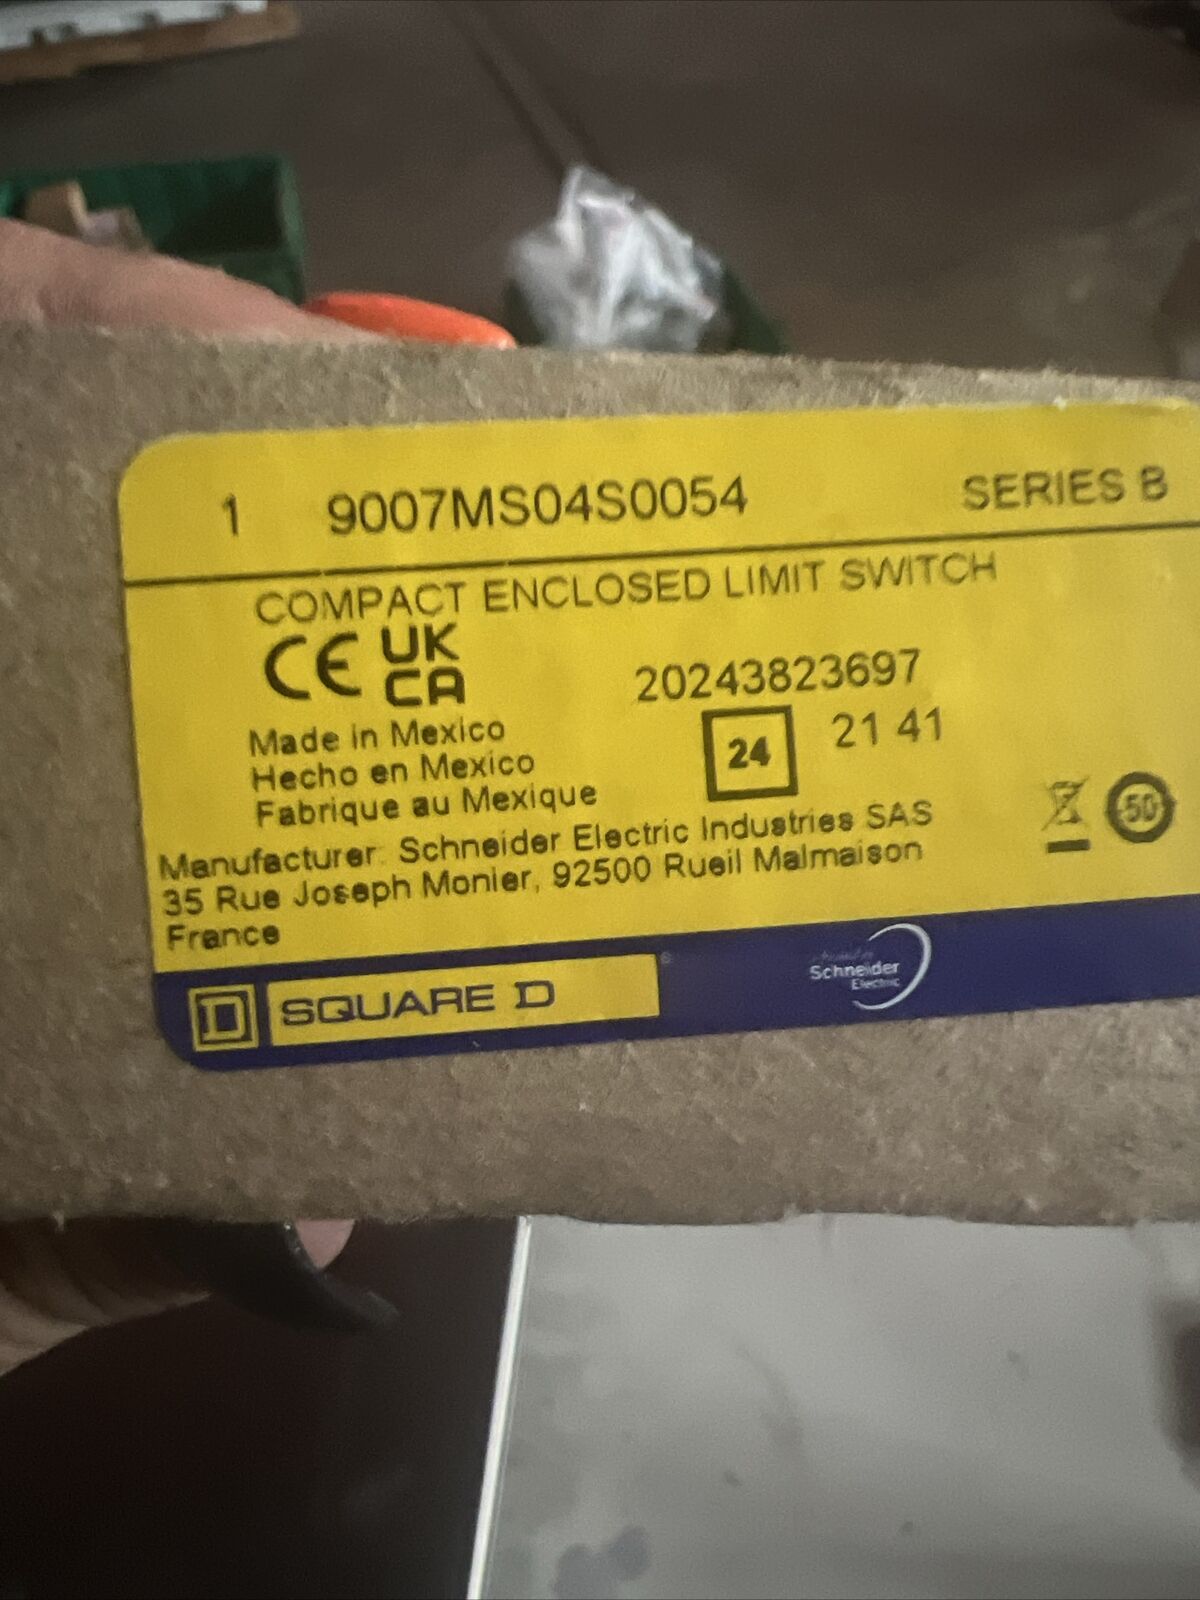 1 9007MS04S0054 SERIES B
COMPACT ENCLOSED LIMIT SWITCH
CE UK CA
20243823697
Made in Mexico
24 21 41
Hecho en Mexico
Fabrique au Mexique
Manufacturer: Schneider Electric Industries SAS
35 Rue Joseph Monier, 92500 Rueil Malmaison
France
50
D SQUARE D
Schneider
Electric